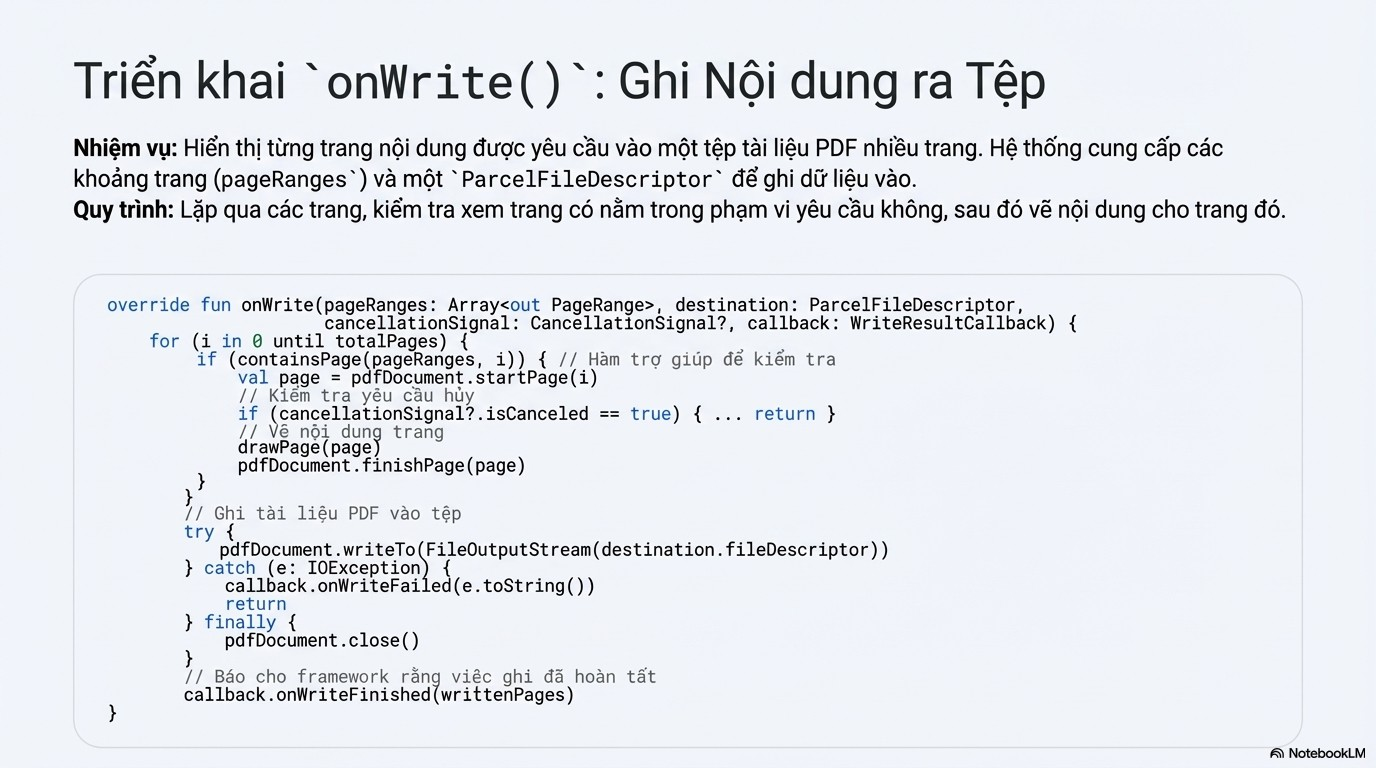 Triển khai `onWrite()`: Ghi Nội dung ra Tệp
Nhiệm vụ: Hiển thị từng trang nội dung được yêu cầu vào một tệp tài liệu PDF nhiều trang. Hệ thống cung cấp các
khoảng trang (pageRanges`) và một `ParcelFileDescriptor` để ghi dữ liệu vào.
Quy trình: Lặp qua các trang, kiểm tra xem trang có nằm trong phạm vi yêu cầu không, sau đó vẽ nội dung cho trang đó.
override fun onWrite(pageRanges: Array<out PageRange>, destination: ParcelFileDescriptor,
cancellationSignal: CancellationSignal?, callback: WriteResultCallback) {
for (i in 0 until totalPages) {
if (containsPage(pageRanges, i)) { // Hàm trợ giúp để kiểm tra
val page = pdfDocument.startPage(i)
// Kiểm tra yêu cầu hủy
if (cancellationSignal?.isCanceled == true) { ... return }
// Vẽ nội dung trang
drawPage(page)
pdfDocument.finishPage(page)
}
}
// Ghi tài liệu PDF vào tệp
try {
pdfDocument.writeTo(FileOutputStream(destination.fileDescriptor))
} catch (e: IOException) {
callback.onWriteFailed(e.toString())
return
} finally {
pdfDocument.close()
}
// Báo cho framework rằng việc ghi đã hoàn tất
callback.onWriteFinished(writtenPages)
}
NotebookLM